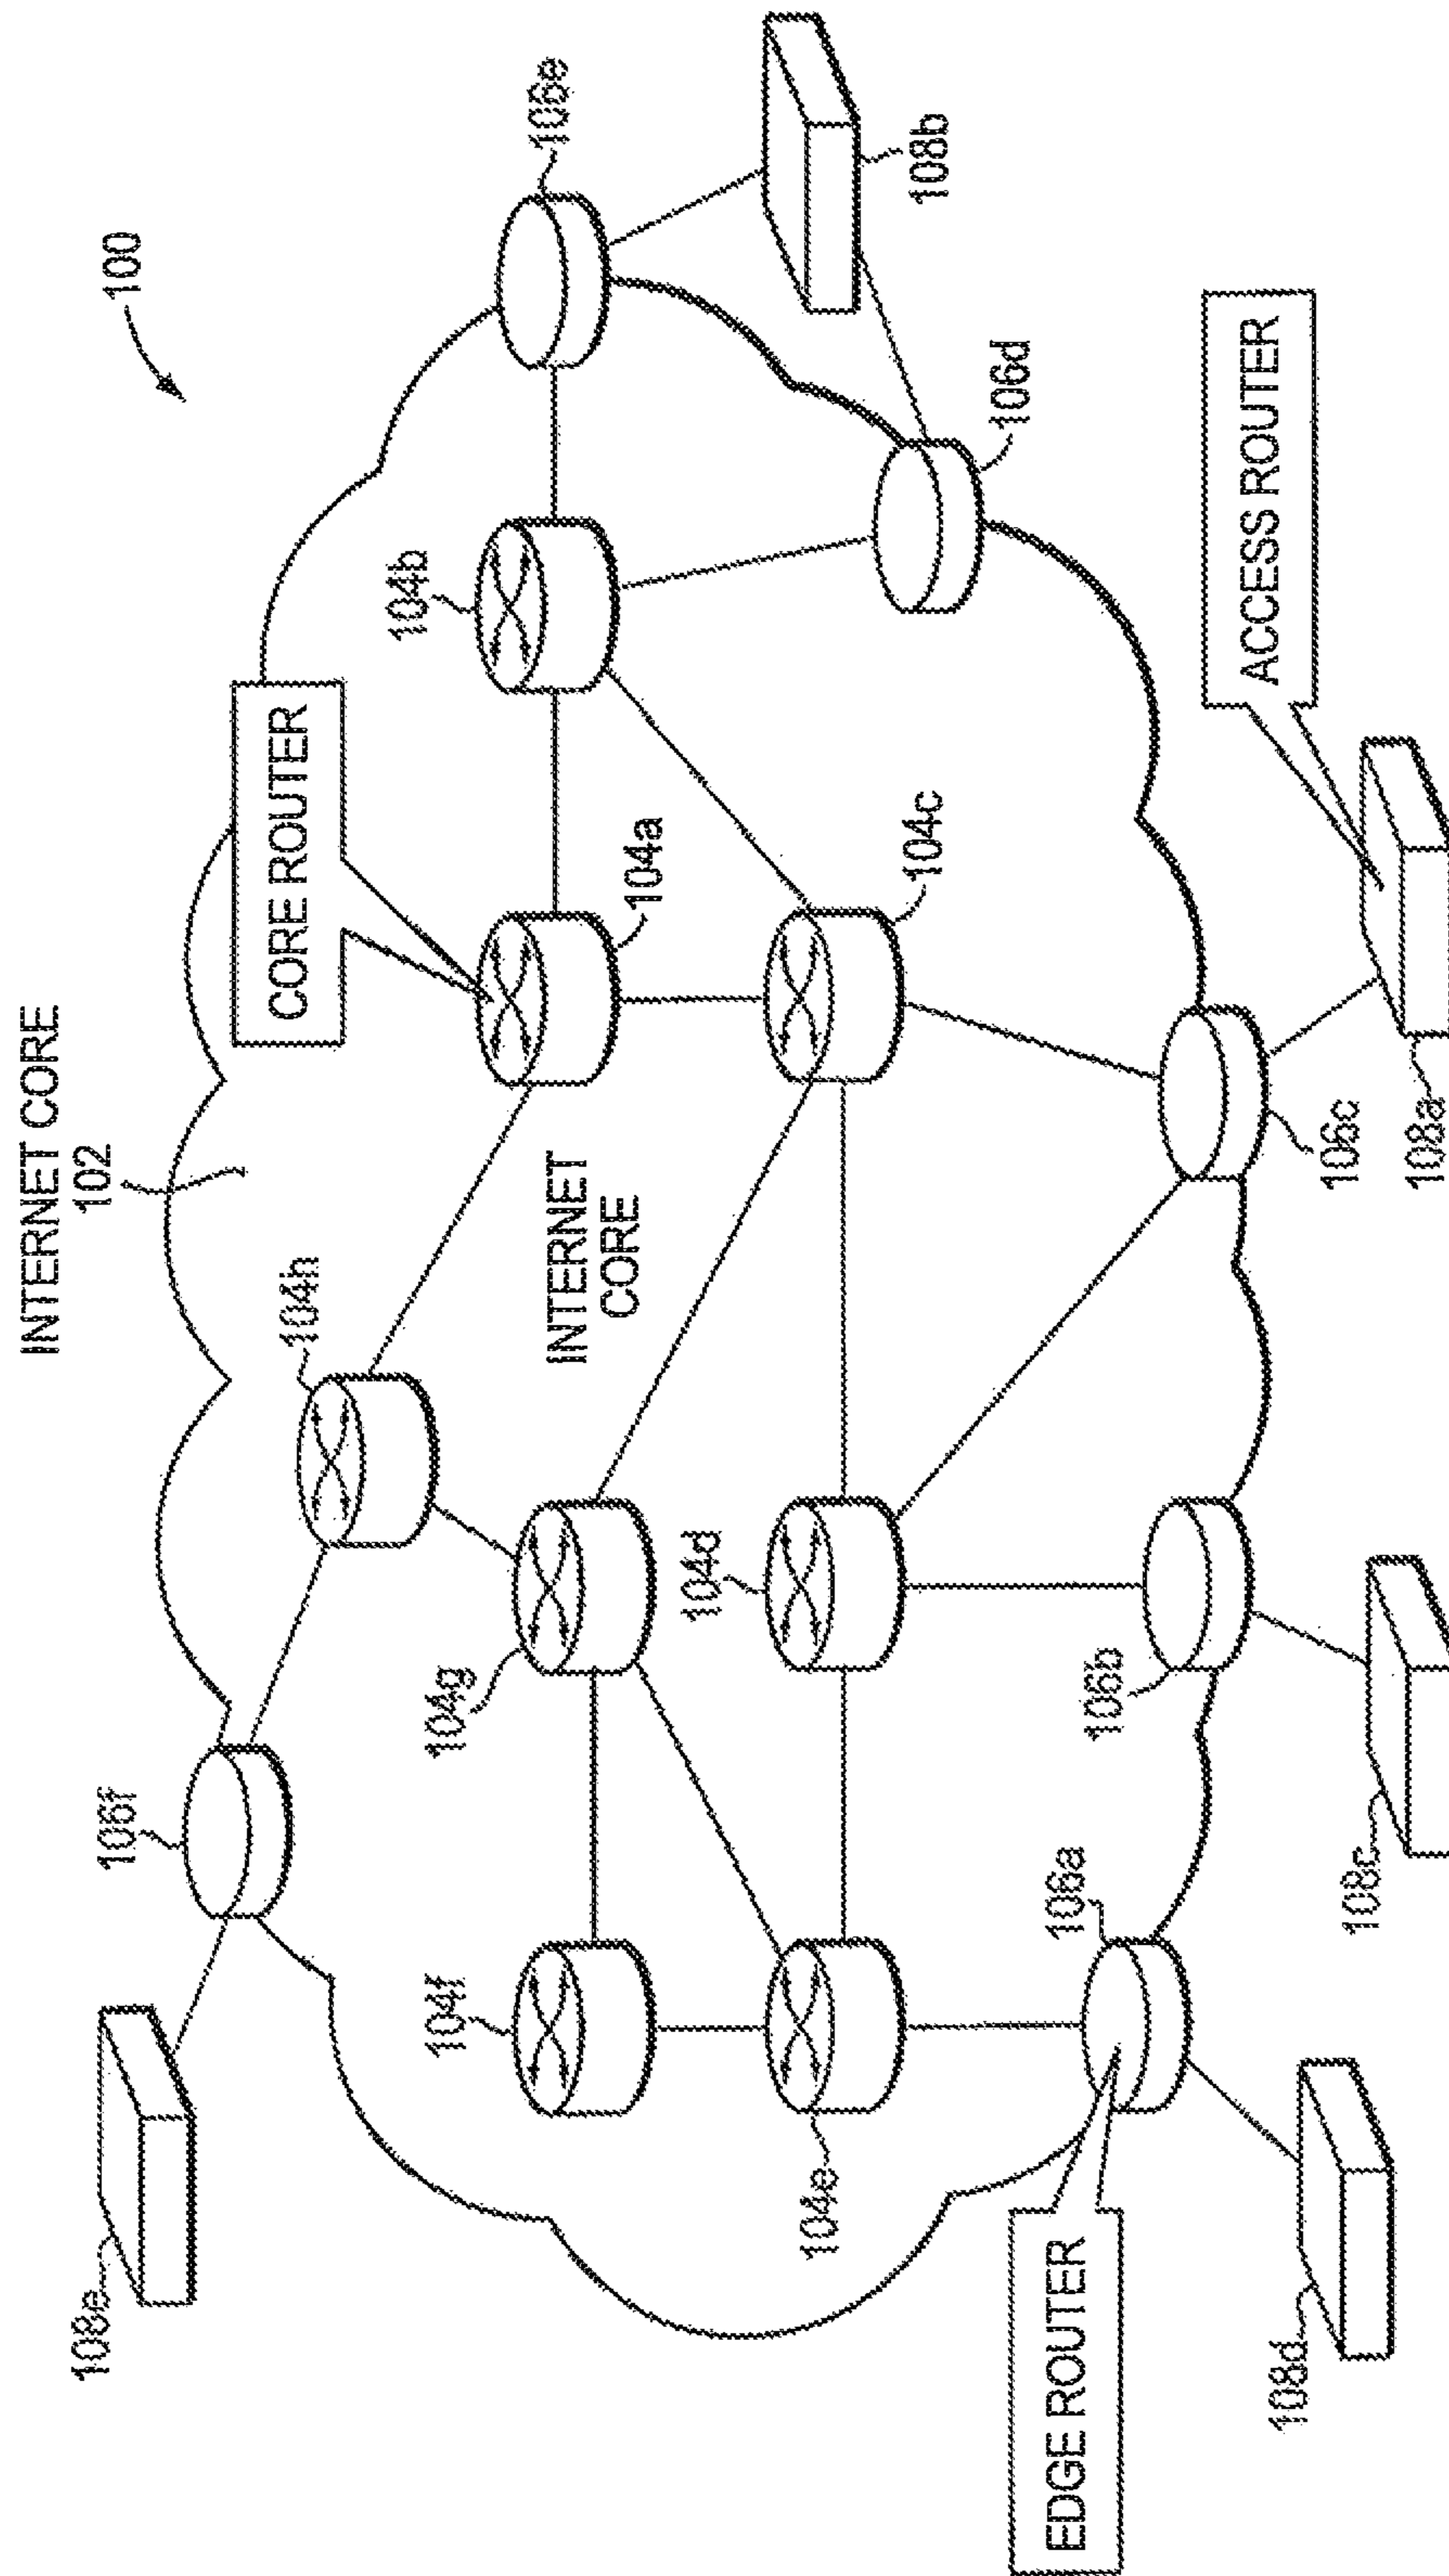 INTERNET CORE
102
100
106f
108e
104h
CORE ROUTER
104b
106e
104a
INTERNET
CORE
104g
104f
104d
104c
108b
106d
104e
106a
106b
106c
EDGE ROUTER
ACCESS ROUTER
108d
108c
108a